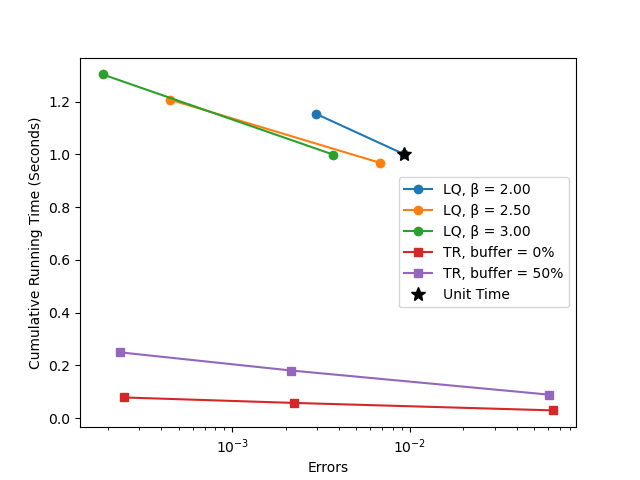 Cumulative Running Time (Seconds)
1.2
1.0
0.8
0.6
0.4
0.2
0.0
LQ, β = 2.00
LQ, β = 2.50
LQ, β = 3.00
TR, buffer = 0%
TR, buffer = 50%
Unit Time
10⁻³ 10⁻²
Errors